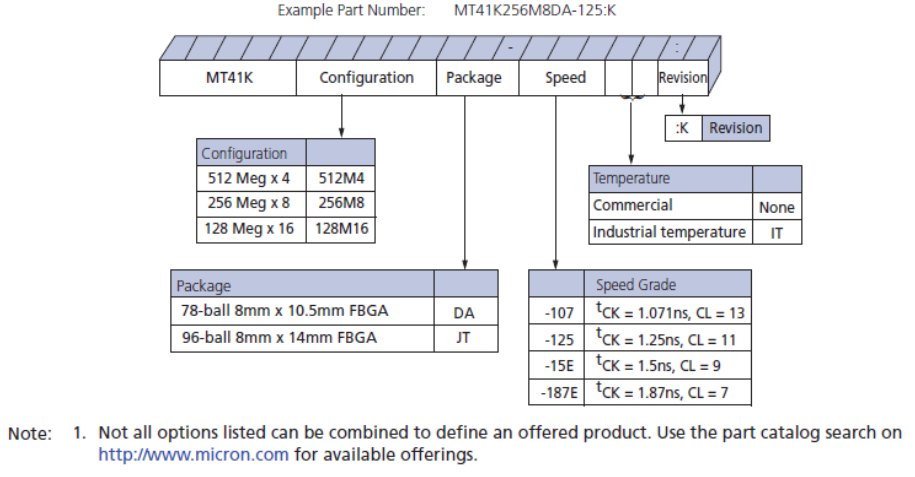 Example Part Number: MT41K256M8DA-125:K
- :
MT41K Configuration Package Speed Revision
:K Revision
Configuration
512 Meg x 4 512M4
256 Meg x 8 256M8
128 Meg x 16 128M16
Temperature
Commercial None
Industrial temperature IT
Package
78-ball 8mm x 10.5mm FBGA DA
96-ball 8mm x 14mm FBGA JT
Speed Grade
-107 tCK = 1.071ns, CL = 13
-125 tCK = 1.25ns, CL = 11
-15E tCK = 1.5ns, CL = 9
-187E tCK = 1.87ns, CL = 7
Note: 1. Not all options listed can be combined to define an offered product. Use the part catalog search on
http://www.micron.com for available offerings.